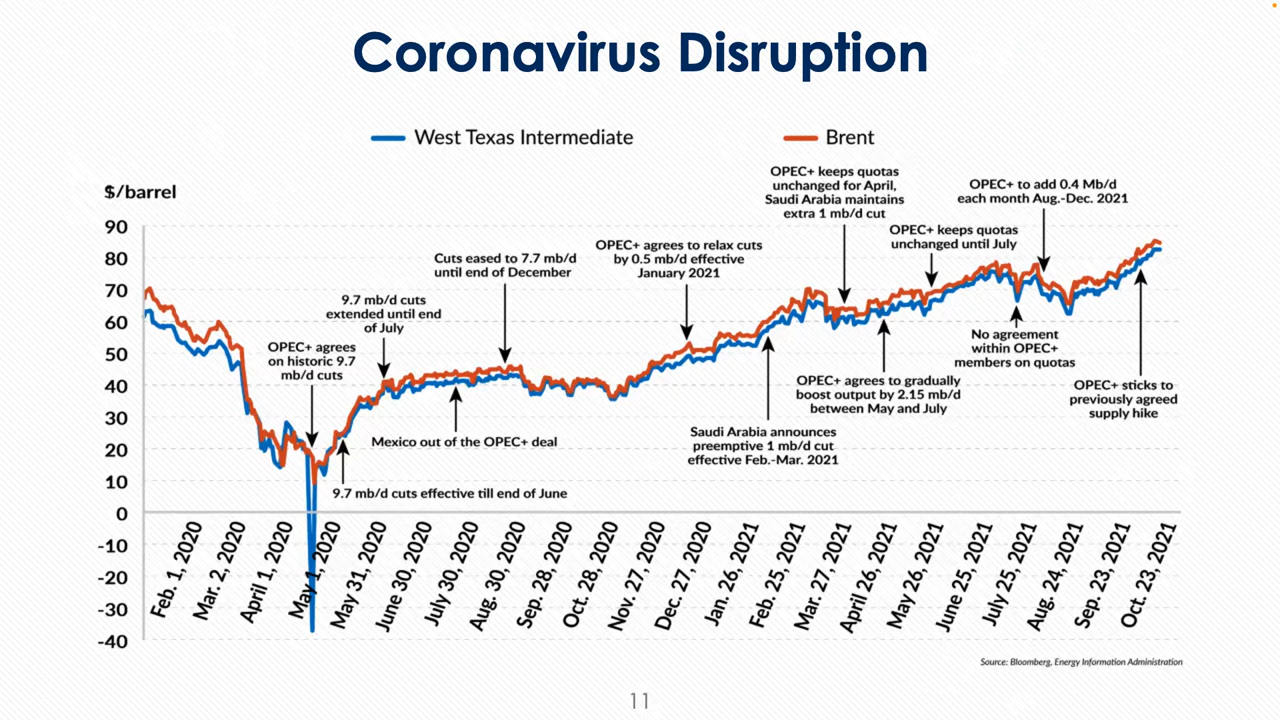 Coronavirus Disruption
West Texas Intermediate
Brent
$/barrel
OPEC+ keeps quotas
unchanged for April,
Saudi Arabia maintains
extra 1 mb/d cut
OPEC+ to add 0.4 Mb/d
each month Aug.-Dec. 2021
OPEC+ keeps quotas
unchanged until July
OPEC+ agrees to relax cuts
by 0.5 mb/d effective
January 2021
Cuts eased to 7.7 mb/d
until end of December
9.7 mb/d cuts
extended until end
of July
OPEC+ agrees
on historic 9.7
mb/d cuts
No agreement
within OPEC+
members on quotas
OPEC+ agrees to gradually
boost output by 2.15 mb/d
between May and July
OPEC+ sticks to
previously agreed
supply hike
Mexico out of the OPEC+ deal
Saudi Arabia announces
preemptive 1 mb/d cut
effective Feb.-Mar. 2021
9.7 mb/d cuts effective till end of June
90
80
70
60
50
40
30
20
10
0
-10
-20
-30
-40
Feb. 1, 2020
Mar. 2, 2020
April 1, 2020
May 1, 2020
May 31, 2020
June 30, 2020
July 30, 2020
Aug. 30, 2020
Sep. 28, 2020
Oct. 28, 2020
Nov. 27, 2020
Dec. 27, 2020
Jan. 26, 2021
Feb. 25, 2021
Mar. 27, 2021
April 26, 2021
May 26, 2021
June 25, 2021
July 25, 2021
Aug. 24, 2021
Sep. 23, 2021
Oct. 23, 2021
Source: Bloomberg, Energy Information Administration
11